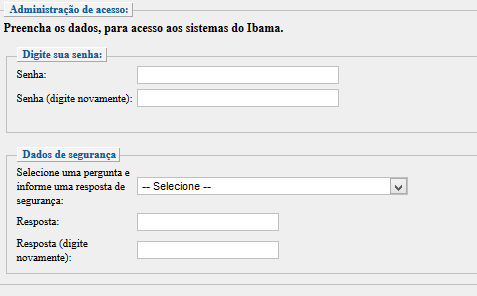 Administração de acesso:
Preencha os dados, para acesso aos sistemas do Ibama.
Digite sua senha:
Senha:
Senha (digite novamente):
Dados de segurança
Selecione uma pergunta e
informe uma resposta de
segurança:
-- Selecione --
Resposta:
Resposta (digite
novamente):